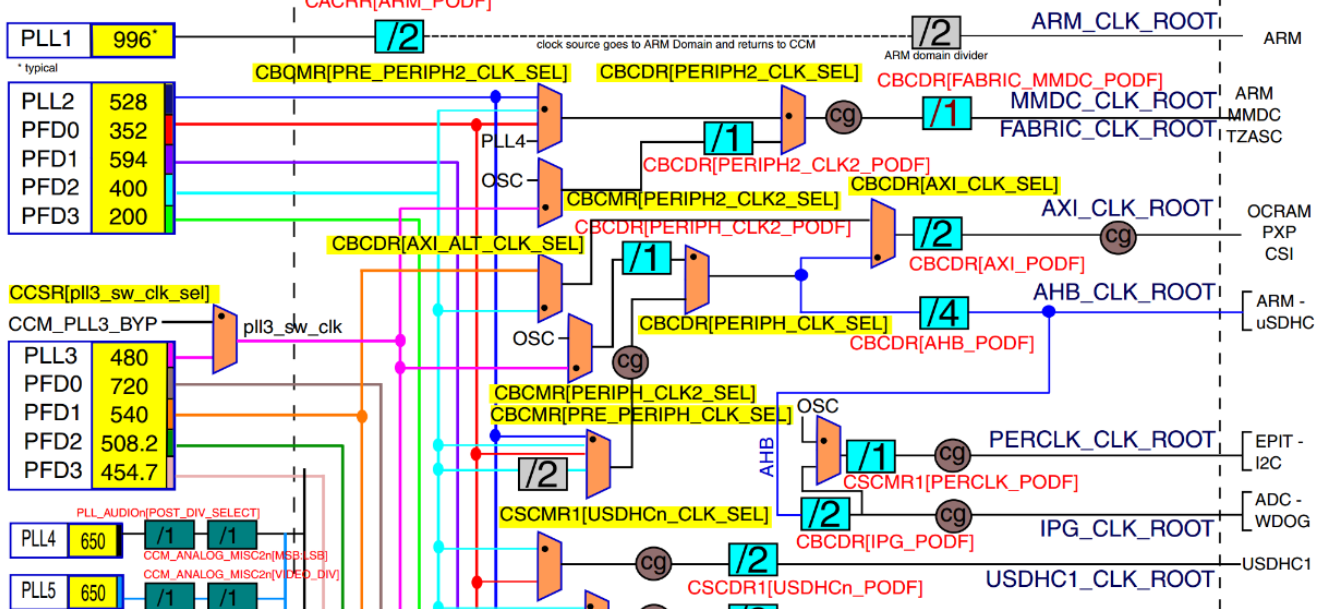 CACRR[ARM_PODF]
PLL1 996*
/2
clock source goes to ARM Domain and returns to CCM
/2
ARM domain divider
ARM_CLK_ROOT
ARM
* typical
CBCMR[PRE_PERIPH2_CLK_SEL]
CBCDR[PERIPH2_CLK_SEL]
CBCDR[FABRIC_MMDC_PODF]
PLL2 528
PFD0 352
PFD1 594
PFD2 400
PFD3 200
PLL4
cg
/1
MMDC_CLK_ROOT
FABRIC_CLK_ROOT
ARM
MMDC
TZASC
/1
CBCDR[PERIPH2_CLK2_PODF]
OSC
CBCMR[PERIPH2_CLK2_SEL]
CBCDR[AXI_CLK_SEL]
CBCDR[PERIPH_CLK2_PODF]
AXI_CLK_ROOT
OCRAM
PXP
CSI
/2
cg
CBCDR[AXI_PODF]
CBCDR[AXI_ALT_CLK_SEL]
/1
CCSR[pll3_sw_clk_sel]
CCM_PLL3_BYP
pll3_sw_clk
AHB_CLK_ROOT
ARM -
uSDHC
/4
CBCDR[AHB_PODF]
CBCDR[PERIPH_CLK_SEL]
OSC
cg
PLL3 480
PFD0 720
PFD1 540
PFD2 508.2
PFD3 454.7
CBCMR[PERIPH_CLK2_SEL]
CBCMR[PRE_PERIPH_CLK_SEL]
OSC
AHB
/1
cg
PERCLK_CLK_ROOT
EPIT -
I2C
CSCMR1[PERCLK_PODF]
/2
CSCMR1[USDHCn_CLK_SEL]
/2
cg
IPG_CLK_ROOT
ADC -
WDOG
CBCDR[IPG_PODF]
PLL_AUDIOn[POST_DIV_SELECT]
PLL4 650
/1 /1
CCM_ANALOG_MISC2n[MSB:LSB]
CCM_ANALOG_MISC2n[VIDEO_DIV]
PLL5 650
/1 /1
cg
/2
USDHC1
CSCDR1[USDHCn_PODF]
USDHC1_CLK_ROOT